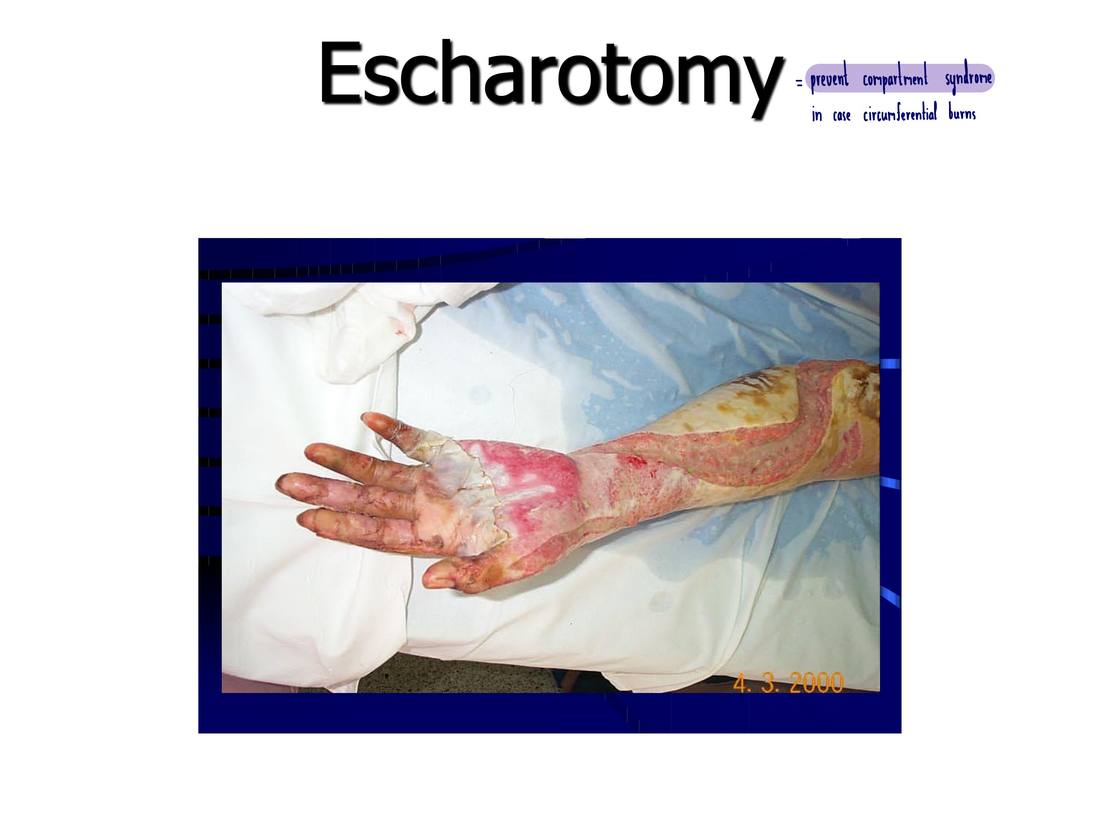 Escharotomy
= prevent compartment syndrome
in case circumferential burns
4. 3. 2000